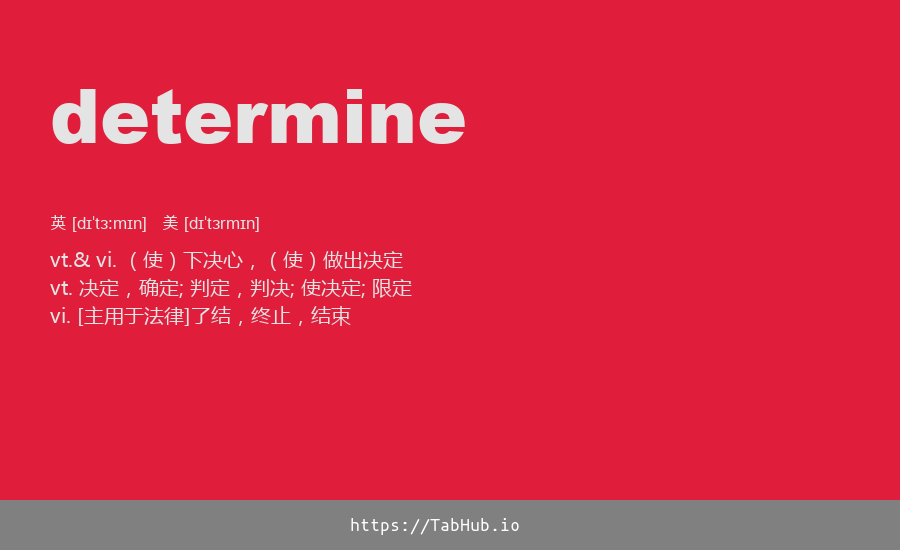 determine
英 [dɪˈtɜ:mɪn] 美 [dɪˈtɜrmɪn]
vt.& vi. （使）下决心，（使）做出决定
vt. 决定，确定; 判定，判决; 使决定; 限定
vi. [主用于法律]了结，终止，结束
https://TabHub.io